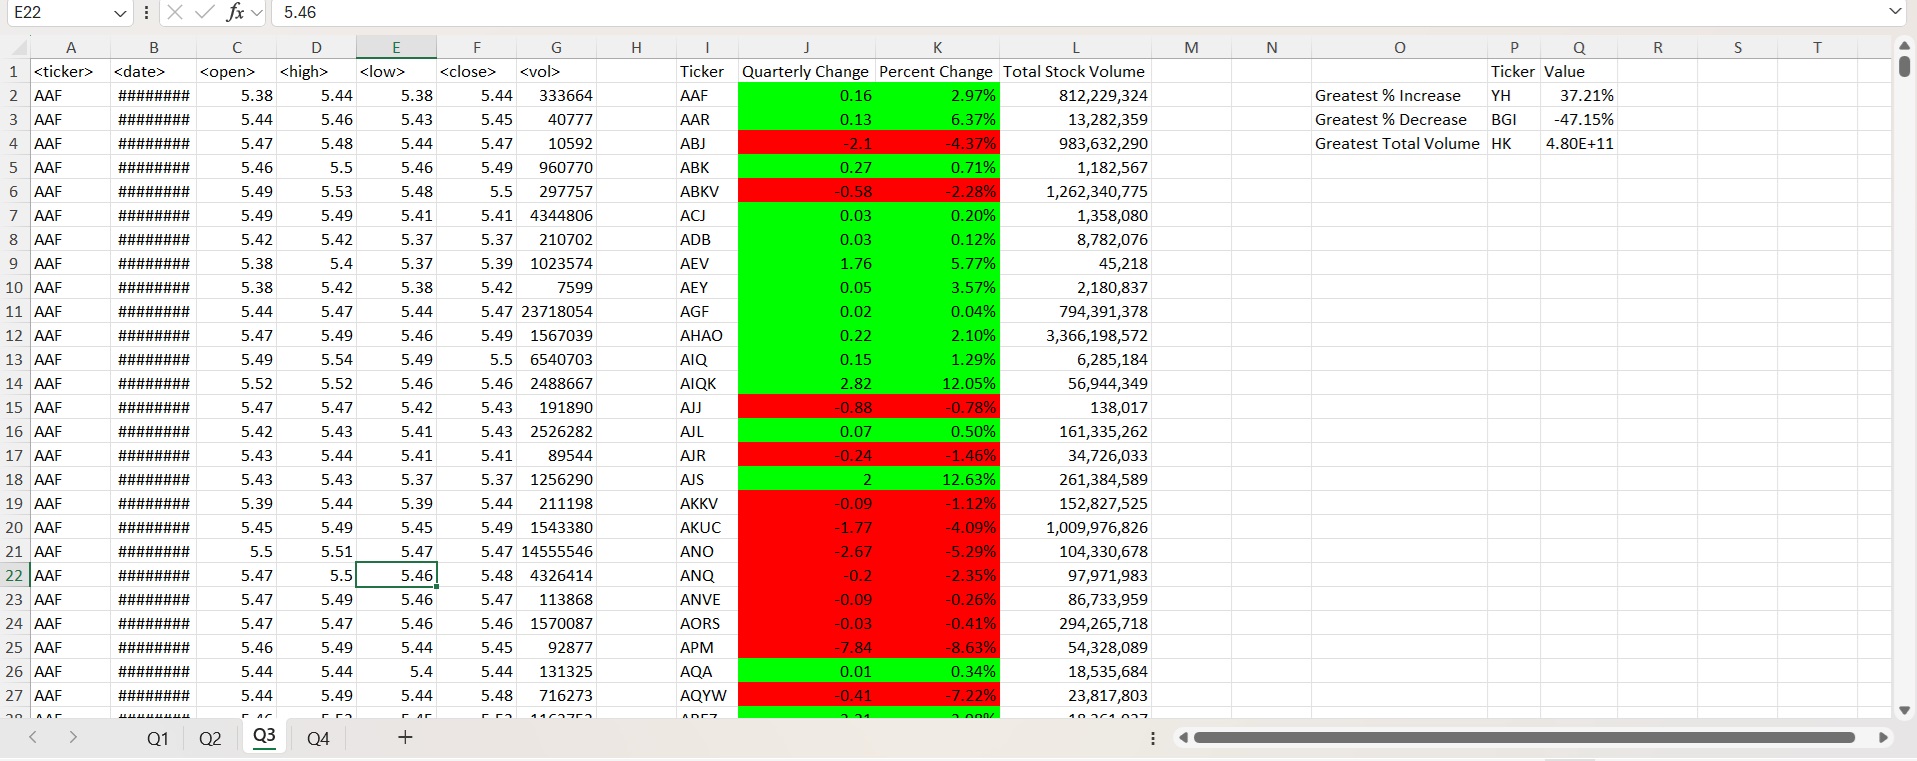 E22 fx 5.46
A B C D E F G H I J K L M N O P Q R S T
1 <ticker> <date> <open> <high> <low> <close> <vol> Ticker Quarterly Change Percent Change Total Stock Volume Ticker Value
2 AAF ######## 5.38 5.44 5.38 5.44 333664 AAF 0.16 2.97% 812,229,324 Greatest % Increase YH 37.21%
3 AAF ######## 5.44 5.46 5.43 5.45 40777 AAR 0.13 6.37% 13,282,359 Greatest % Decrease BGI -47.15%
4 AAF ######## 5.47 5.48 5.44 5.47 10592 ABJ -2.1 -4.37% 983,632,290 Greatest Total Volume HK 4.80E+11
5 AAF ######## 5.46 5.5 5.46 5.49 960770 ABK 0.27 0.71% 1,182,567
6 AAF ######## 5.49 5.53 5.48 5.5 297757 ABKV -0.58 -2.28% 1,262,340,775
7 AAF ######## 5.49 5.49 5.41 5.41 4344806 ACJ 0.03 0.20% 1,358,080
8 AAF ######## 5.42 5.42 5.37 5.37 210702 ADB 0.03 0.12% 8,782,076
9 AAF ######## 5.38 5.4 5.37 5.39 1023574 AEV 1.76 5.77% 45,218
10 AAF ######## 5.38 5.42 5.38 5.42 7599 AEY 0.05 3.57% 2,180,837
11 AAF ######## 5.44 5.47 5.44 5.47 23718054 AGF 0.02 0.04% 794,391,378
12 AAF ######## 5.47 5.49 5.46 5.49 1567039 AHAO 0.22 2.10% 3,366,198,572
13 AAF ######## 5.49 5.54 5.49 5.5 6540703 AIQ 0.15 1.29% 6,285,184
14 AAF ######## 5.52 5.52 5.46 5.46 2488667 AIQK 2.82 12.05% 56,944,349
15 AAF ######## 5.47 5.47 5.42 5.43 191890 AJJ -0.88 -0.78% 138,017
16 AAF ######## 5.42 5.43 5.41 5.43 2526282 AJL 0.07 0.50% 161,335,262
17 AAF ######## 5.43 5.44 5.41 5.41 89544 AJR -0.24 -1.46% 34,726,033
18 AAF ######## 5.43 5.43 5.37 5.37 1256290 AJS 2 12.63% 261,384,589
19 AAF ######## 5.39 5.44 5.39 5.44 211198 AKKV -0.09 -1.12% 152,827,525
20 AAF ######## 5.45 5.49 5.45 5.49 1543380 AKUC -1.77 -4.09% 1,009,976,826
21 AAF ######## 5.5 5.51 5.47 5.47 14555546 ANO -2.67 -5.29% 104,330,678
22 AAF ######## 5.47 5.5 5.46 5.48 4326414 ANQ -0.2 -2.35% 97,971,983
23 AAF ######## 5.47 5.49 5.46 5.47 113868 ANVE -0.09 -0.26% 86,733,959
24 AAF ######## 5.47 5.47 5.46 5.46 1570087 AORS -0.03 -0.41% 294,265,718
25 AAF ######## 5.46 5.49 5.44 5.45 92877 APM -7.84 -8.63% 54,328,089
26 AAF ######## 5.44 5.44 5.4 5.44 131325 AQA 0.01 0.34% 18,535,684
27 AAF ######## 5.44 5.49 5.44 5.48 716273 AQYW -0.41 -7.22% 23,817,803
Q1 Q2 Q3 Q4 +